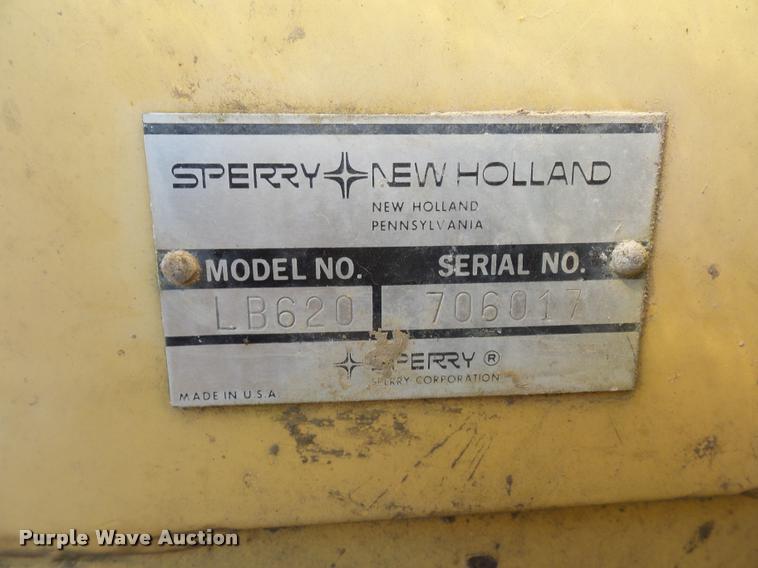 SPERRY NEW HOLLAND
NEW HOLLAND
PENNSYLVANIA
MODEL NO. SERIAL NO.
LB620 706017
SPERRY ®
SPERRY CORPORATION
MADE IN U.S.A.
Purple Wave Auction